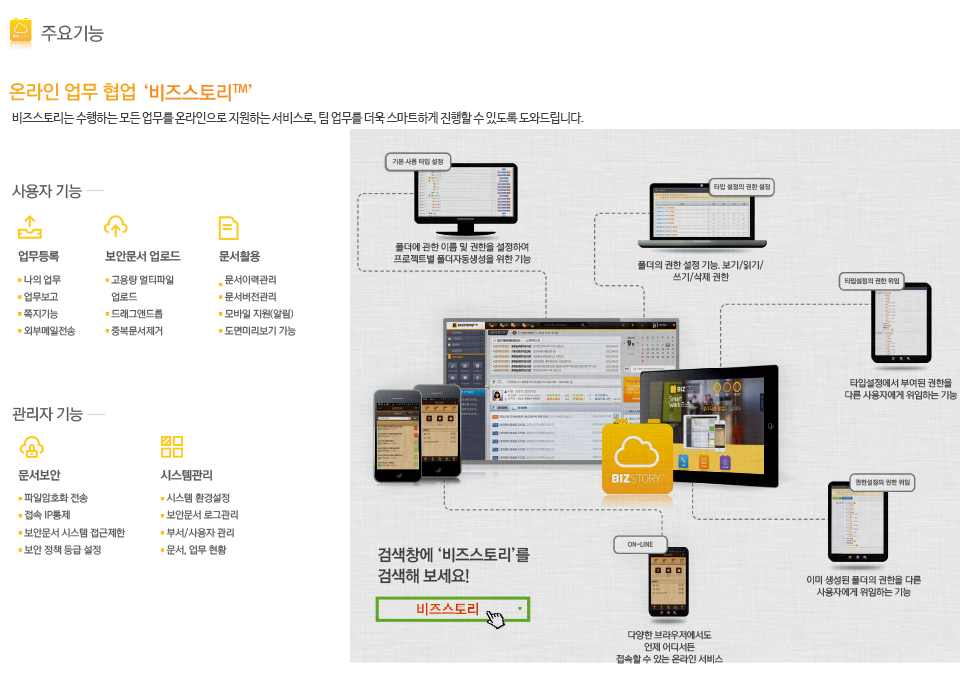 주요기능
온라인 업무 협업 ‘비즈스토리™’
비즈스토리는 수행하는 모든 업무를 온라인으로 지원하는 서비스로, 팀 업무를 더욱 스마트하게 진행할 수 있도록 도와드립니다.
사용자 기능
업무등록
나의 업무
업무보고
쪽지기능
외부메일전송
보안문서 업로드
고용량 멀티파일
업로드
드래그앤드롭
중복문서제거
문서활용
문서이력관리
문서버전관리
모바일 지원(알림)
도면미리보기 기능
관리자 기능
문서보안
파일암호화 전송
접속 IP통제
보안문서 시스템 접근제한
보안 정책 등급 설정
시스템관리
시스템 환경설정
보안문서 로그관리
부서/사용자 관리
문서, 업무 현황
기본 사용 타입 설정
폴더에 관한 이름 및 권한을 설정하여
프로젝트별 폴더자동생성을 위한 기능
타입 설정의 권한 설정
폴더의 권한 설정 기능. 보기/읽기/
쓰기/삭제 권한
타입설정의 권한 위임
타입설정에서 부여된 권한을
다른 사용자에게 위임하는 기능
BIZSTORY
권한설정의 권한 위임
이미 생성된 폴더의 권한을 다른
사용자에게 위임하는 기능
ON-LINE
다양한 브라우저에서도
언제 어디서든
접속할 수 있는 온라인 서비스
검색창에 ‘비즈스토리’를
검색해 보세요!
비즈스토리